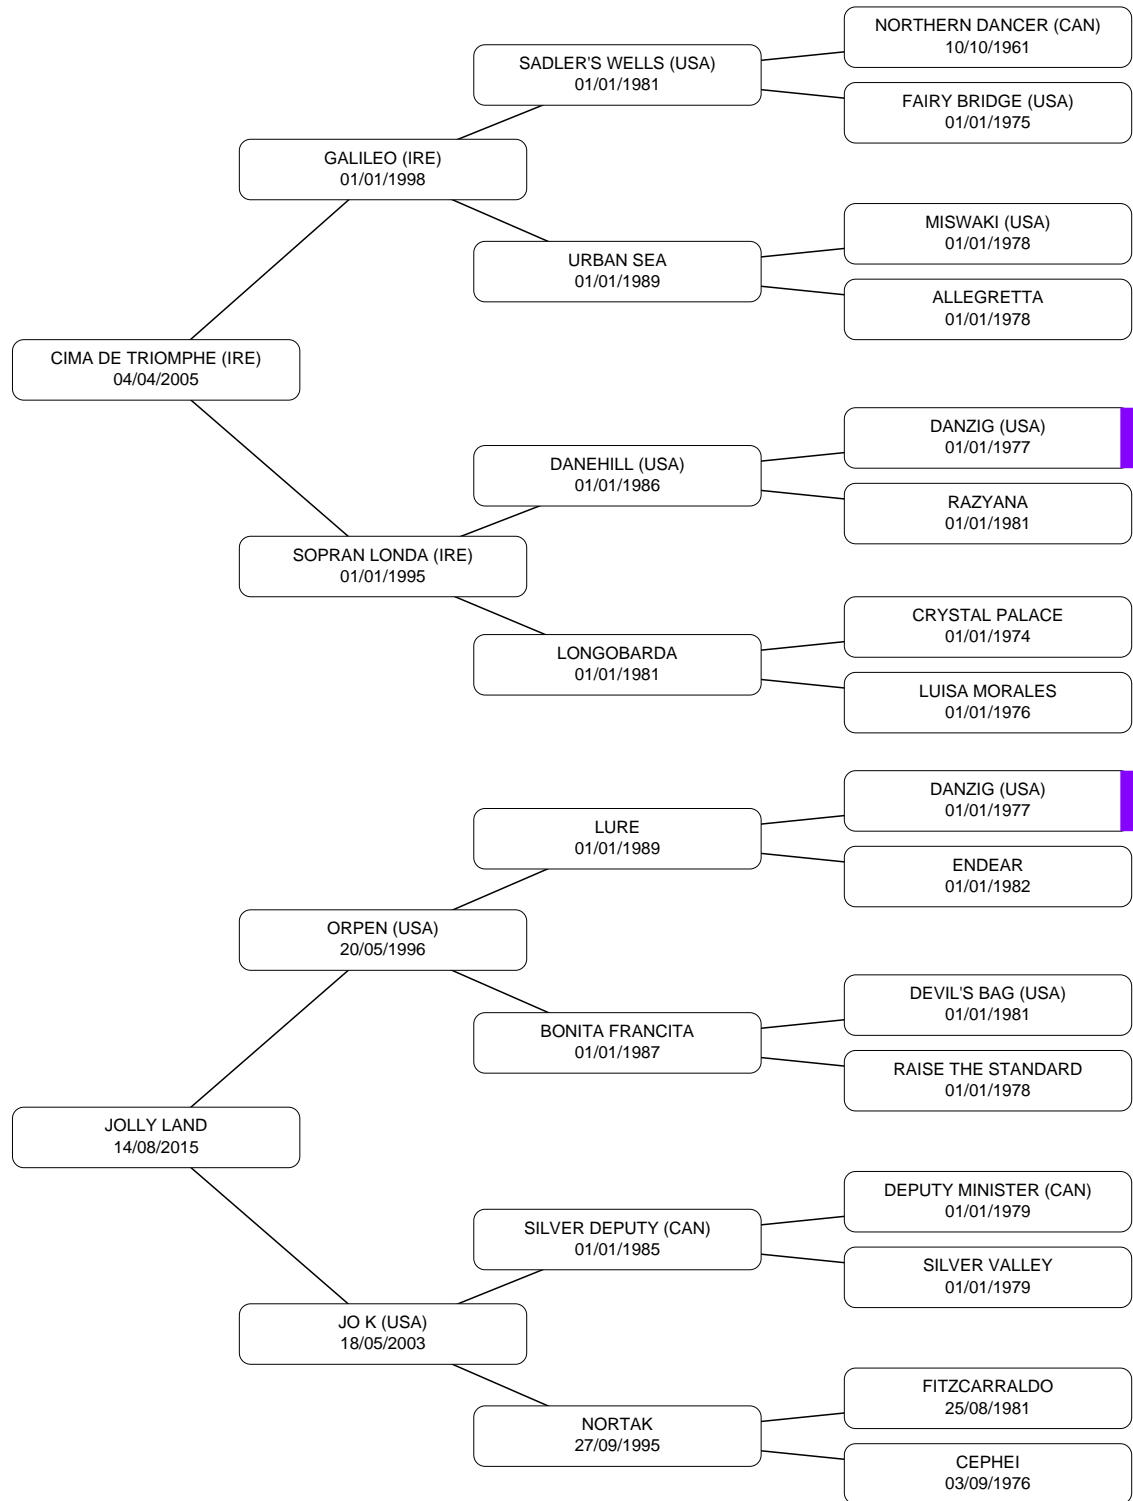 NORTHERN DANCER (CAN)
10/10/1961
SADLER'S WELLS (USA)
01/01/1981
FAIRY BRIDGE (USA)
01/01/1975
GALILEO (IRE)
01/01/1998
MISWAKI (USA)
01/01/1978
URBAN SEA
01/01/1989
ALLEGRETTA
01/01/1978
CIMA DE TRIOMPHE (IRE)
04/04/2005
DANZIG (USA)
01/01/1977
DANEHILL (USA)
01/01/1986
RAZYANA
01/01/1981
SOPRAN LONDA (IRE)
01/01/1995
CRYSTAL PALACE
01/01/1974
LONGOBARDA
01/01/1981
LUISA MORALES
01/01/1976
DANZIG (USA)
01/01/1977
LURE
01/01/1989
ENDEAR
01/01/1982
ORPEN (USA)
20/05/1996
DEVIL'S BAG (USA)
01/01/1981
BONITA FRANCITA
01/01/1987
RAISE THE STANDARD
01/01/1978
JOLLY LAND
14/08/2015
DEPUTY MINISTER (CAN)
01/01/1979
SILVER DEPUTY (CAN)
01/01/1985
SILVER VALLEY
01/01/1979
JO K (USA)
18/05/2003
FITZCARRALDO
25/08/1981
NORTAK
27/09/1995
CEPHEI
03/09/1976